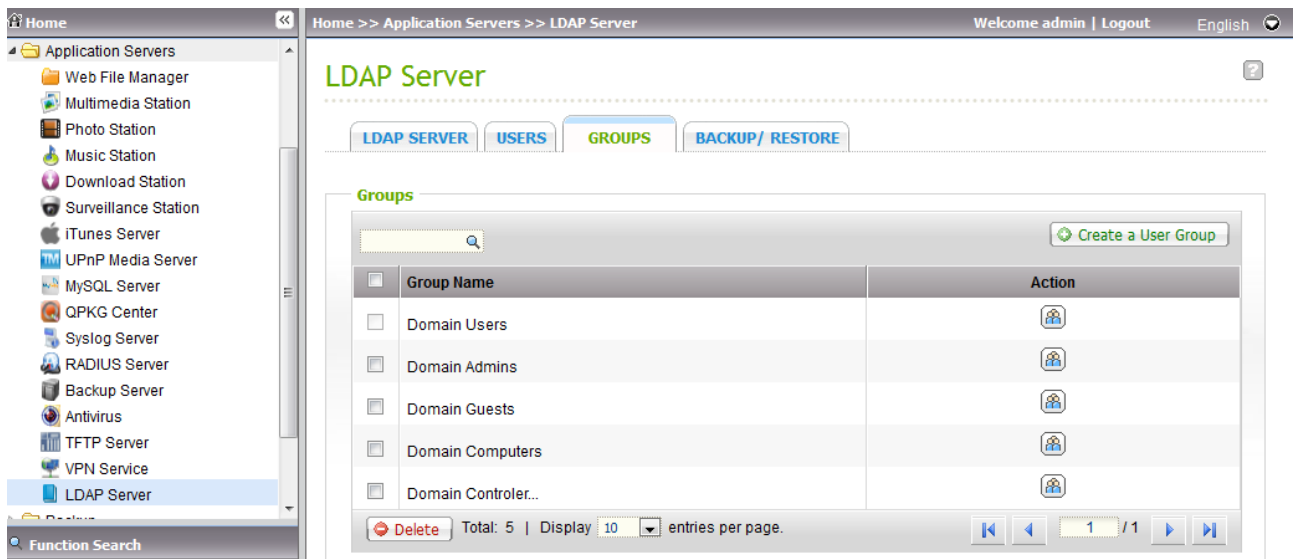 Home
Home >> Application Servers >> LDAP Server
Welcome admin | Logout
English
Application Servers
Web File Manager
Multimedia Station
Photo Station
Music Station
Download Station
Surveillance Station
iTunes Server
UPnP Media Server
MySQL Server
QPKG Center
Syslog Server
RADIUS Server
Backup Server
Antivirus
TFTP Server
VPN Service
LDAP Server
Backup
Function Search
LDAP Server
?
LDAP SERVER
USERS
GROUPS
BACKUP/ RESTORE
Groups
Create a User Group
Group Name
Action
Domain Users
Domain Admins
Domain Guests
Domain Computers
Domain Controler...
Delete
Total: 5 | Display 10 entries per page.
1 / 1